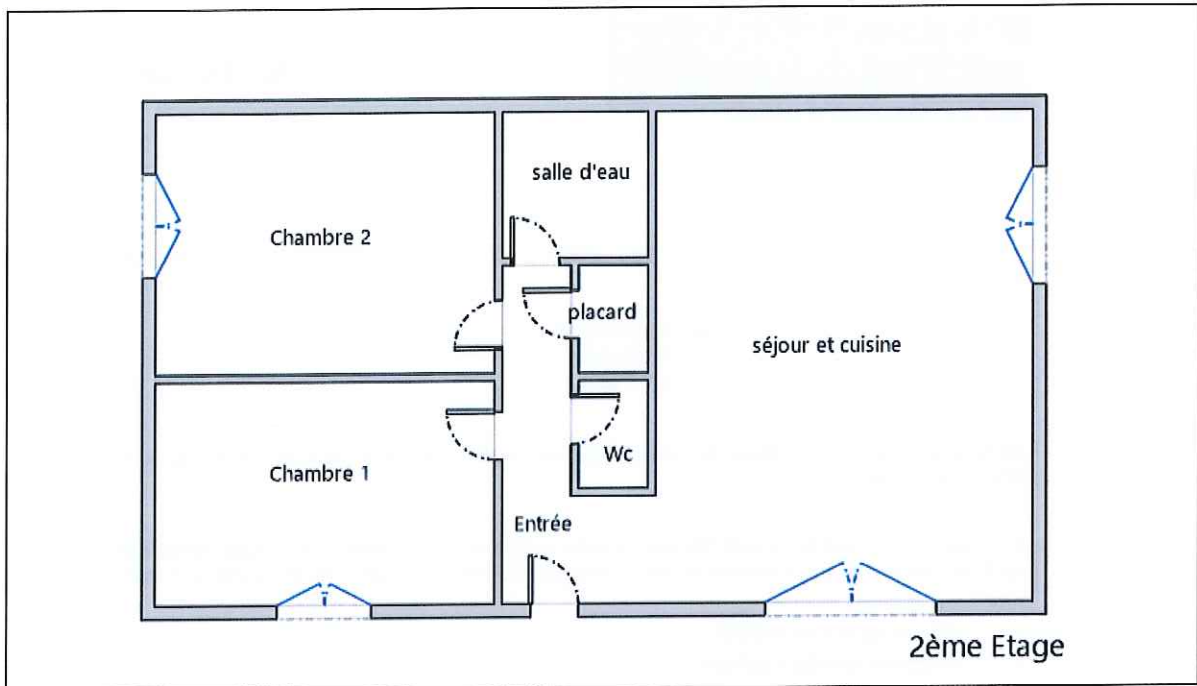 salle d'eau
Chambre 2
placard
séjour et cuisine
Chambre 1
Wc
Entrée
2ème Etage